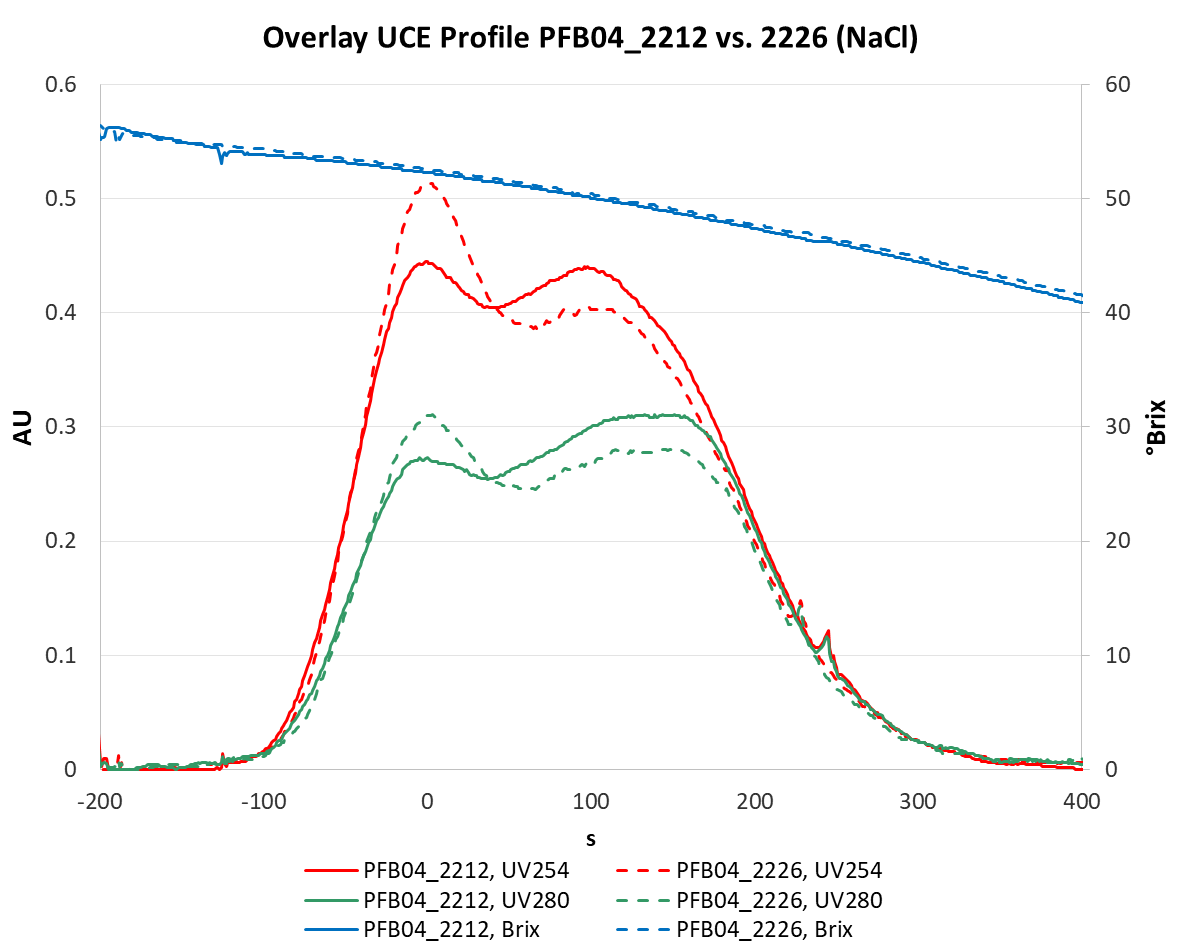 Overlay UCE Profile PFB04_2212 vs. 2226 (NaCl)
0.6
0.5
0.4
0.3
0.2
0.1
0
AU
60
50
40
30
20
10
0
°Brix
-200 -100 0 100 200 300 400
s
PFB04_2212, UV254 PFB04_2226, UV254
PFB04_2212, UV280 PFB04_2226, UV280
PFB04_2212, Brix PFB04_2226, Brix